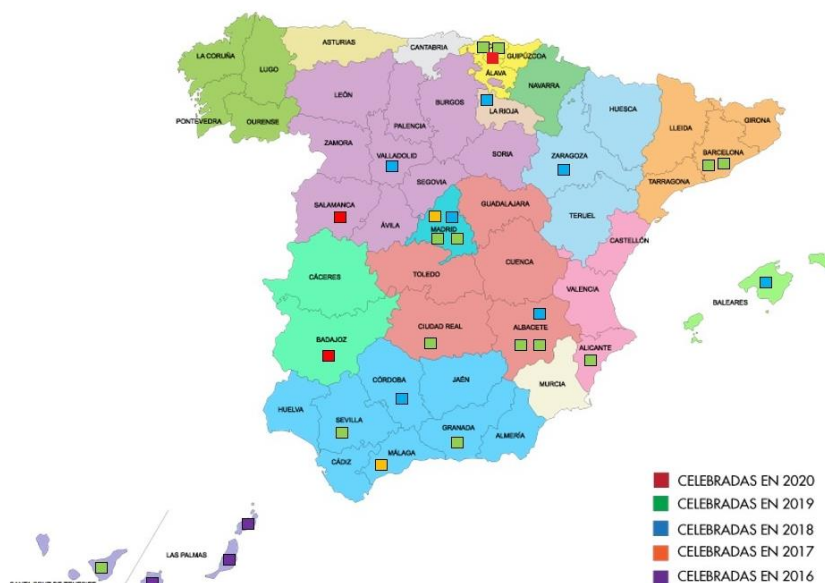 ASTURIAS
CANTABRIA
LA CORUÑA
LUGO
GUIPÚZCOA
ÁLAVA
NAVARRA
LEÓN
BURGOS
LA RIOJA
HUESCA
GIRONA
PONTEVEDRA
OURENSE
PALENCIA
LLEIDA
BARCELONA
ZAMORA
VALLADOLID
SORIA
ZARAGOZA
SEGOVIA
TARRAGONA
SALAMANCA
GUADALAJARA
ÁVILA
MADRID
TERUEL
CASTELLÓN
CUENCA
CÁCERES
TOLEDO
VALENCIA
BALEARES
CIUDAD REAL
ALBACETE
BADAJOZ
ALICANTE
CÓRDOBA
JAÉN
MURCIA
HUELVA
SEVILLA
GRANADA
ALMERÍA
MÁLAGA
CÁDIZ
LAS PALMAS
CELEBRADAS EN 2020
CELEBRADAS EN 2019
CELEBRADAS EN 2018
CELEBRADAS EN 2017
CELEBRADAS EN 2016